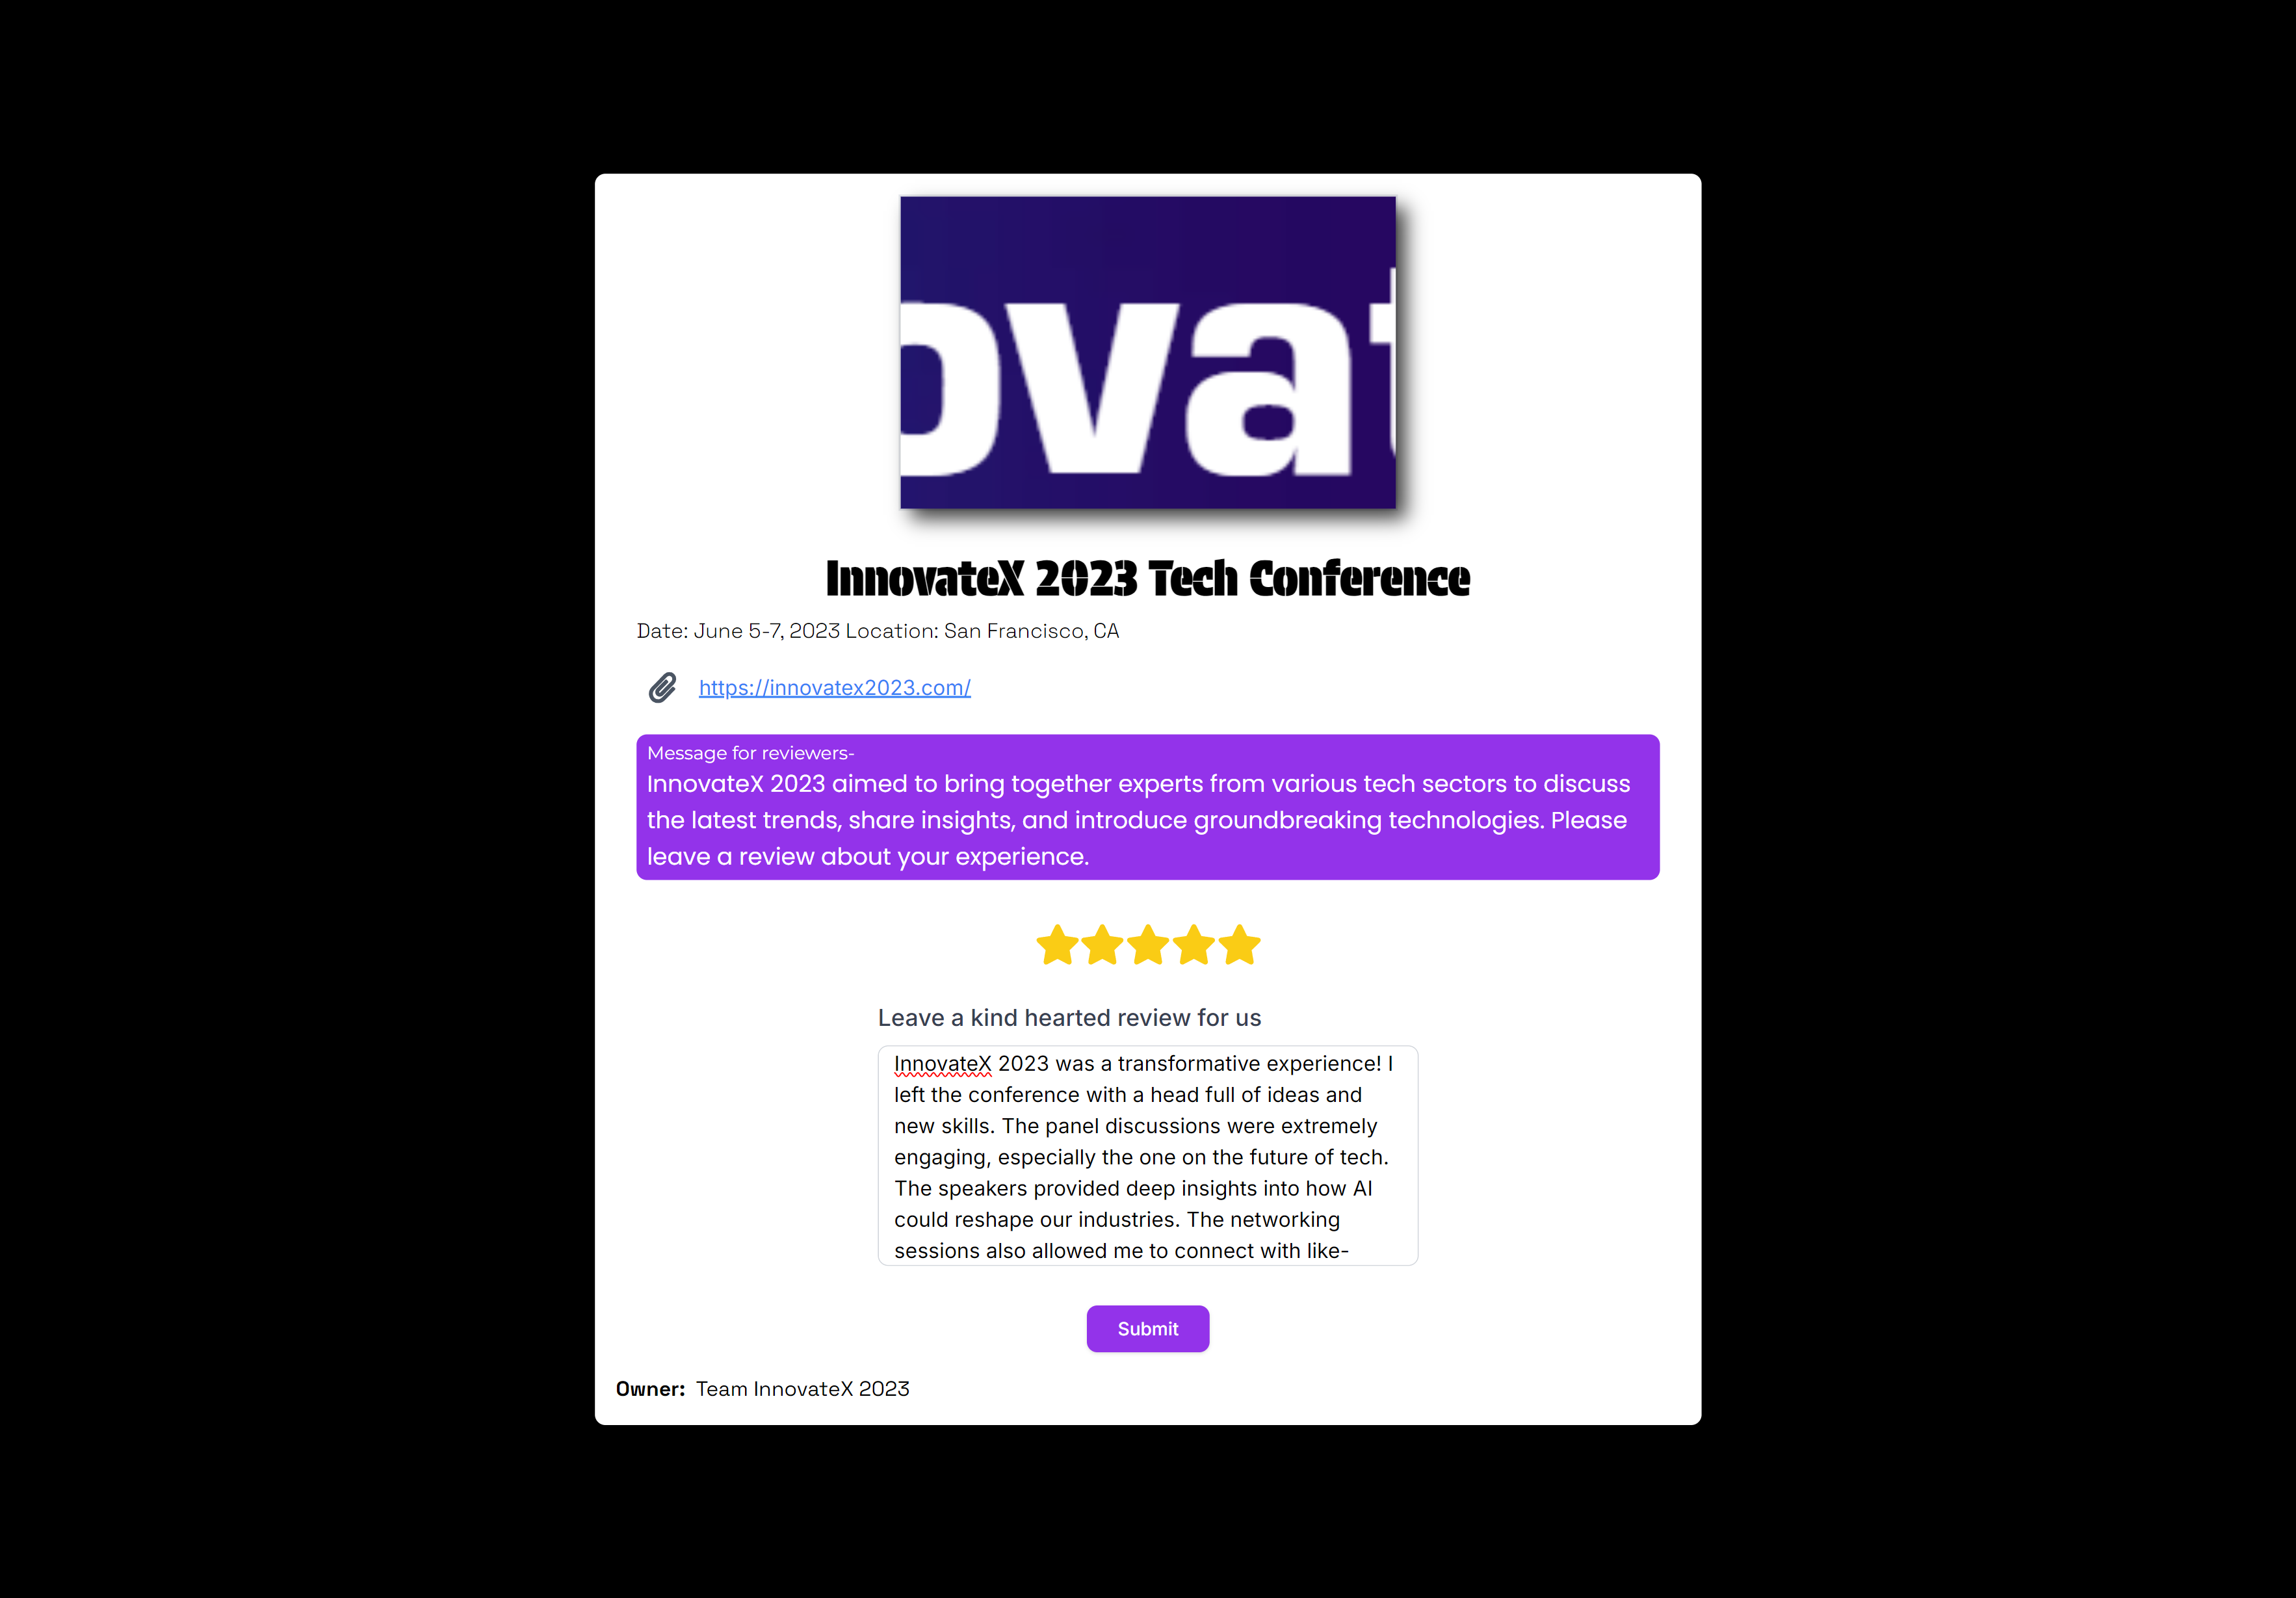 ovat
InnovateX 2023 Tech Conference
Date: June 5-7, 2023 Location: San Francisco, CA
https://innovatex2023.com/
Message for reviewers-
InnovateX 2023 aimed to bring together experts from various tech sectors to discuss
the latest trends, share insights, and introduce groundbreaking technologies. Please
leave a review about your experience.
Leave a kind hearted review for us
InnovateX 2023 was a transformative experience! I
left the conference with a head full of ideas and
new skills. The panel discussions were extremely
engaging, especially the one on the future of tech.
The speakers provided deep insights into how AI
could reshape our industries. The networking
sessions also allowed me to connect with like-
Submit
Owner: Team InnovateX 2023